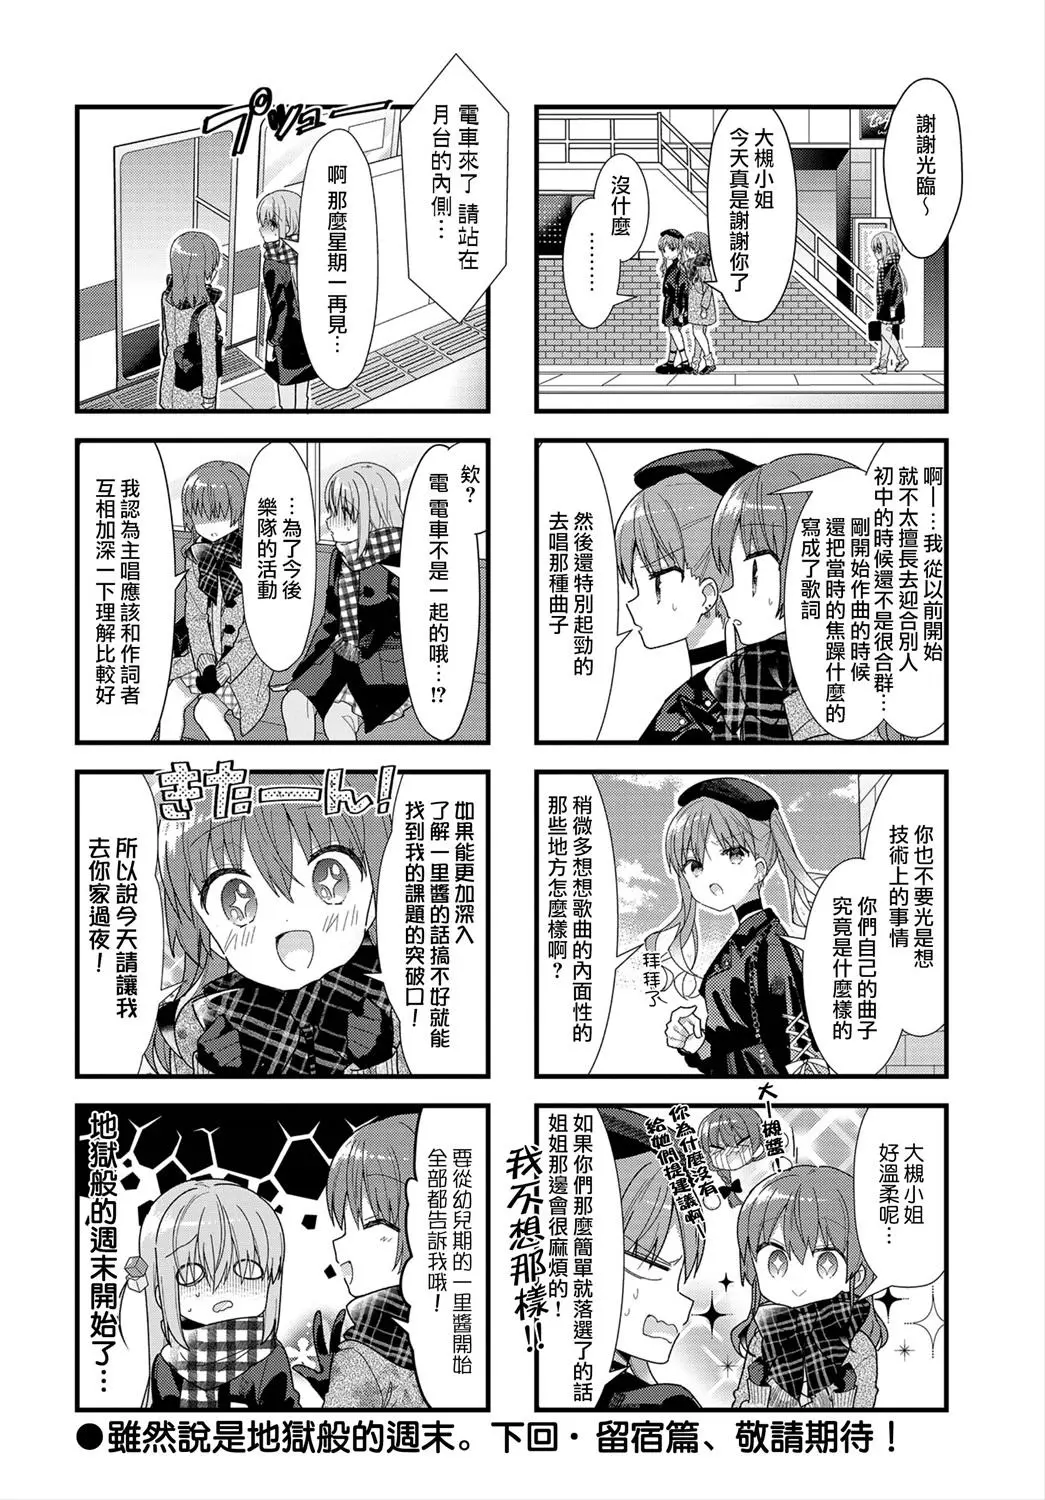 謝謝光臨～
大槻小姐
今天真是謝謝你了
沒什麼
………
啊ー…我 從以前開始
就不太擅長去迎合別人
初中的時候還不是很合群…
剛開始作曲的時候
還把當時的焦躁什麼的
寫成了歌詞
然後還特別起勁的
去唱那種曲子
你也不要光是想
技術上的事情
你們自己的曲子
究竟是什麼樣的
稍微多想想歌曲的內面性的
那些地方怎麼樣啊?
拜拜了
大槻小姐
好溫柔呢…
大ー槻醬!
你為什麼沒有
給她們提建議啊!
如果你們那麼簡單就落選了的話
姐姐那邊會很麻煩的!
我不想那樣!!
電車來了 請站在
月台的內側…
プシュー
啊 那麼星期一再見…
欸?
電 電車不是一起的哦…!?
…為了今後
樂隊的活動
我認為主唱應該和作詞者
互相加深一下理解比較好
きたーん!
如果能更加深入
了解一里醬的話搞不好就能
找到我的課題的突破口!
所以說今天請讓我
去你家過夜!
要從幼兒期的一里醬開始
全部都告訴我哦!
地獄般的週末開始了…
●雖然說是地獄般的週末。下回·留宿篇、敬請期待!